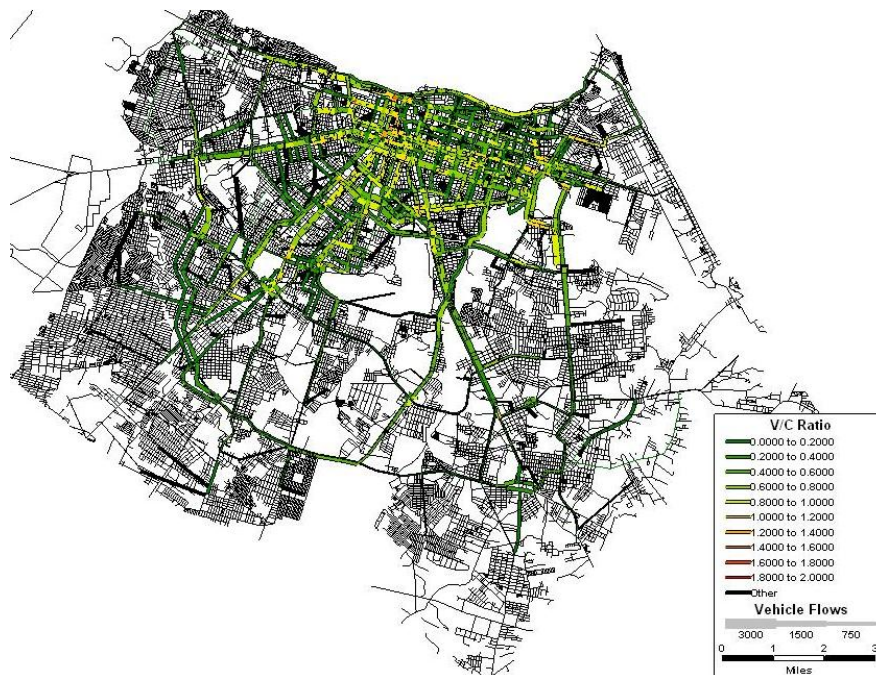 V/C Ratio
0.0000 to 0.2000
0.2000 to 0.4000
0.4000 to 0.6000
0.6000 to 0.8000
0.8000 to 1.0000
1.0000 to 1.2000
1.2000 to 1.4000
1.4000 to 1.6000
1.6000 to 1.8000
1.8000 to 2.0000
Other
Vehicle Flows
3000 1500 750
0 1 2 3
Miles